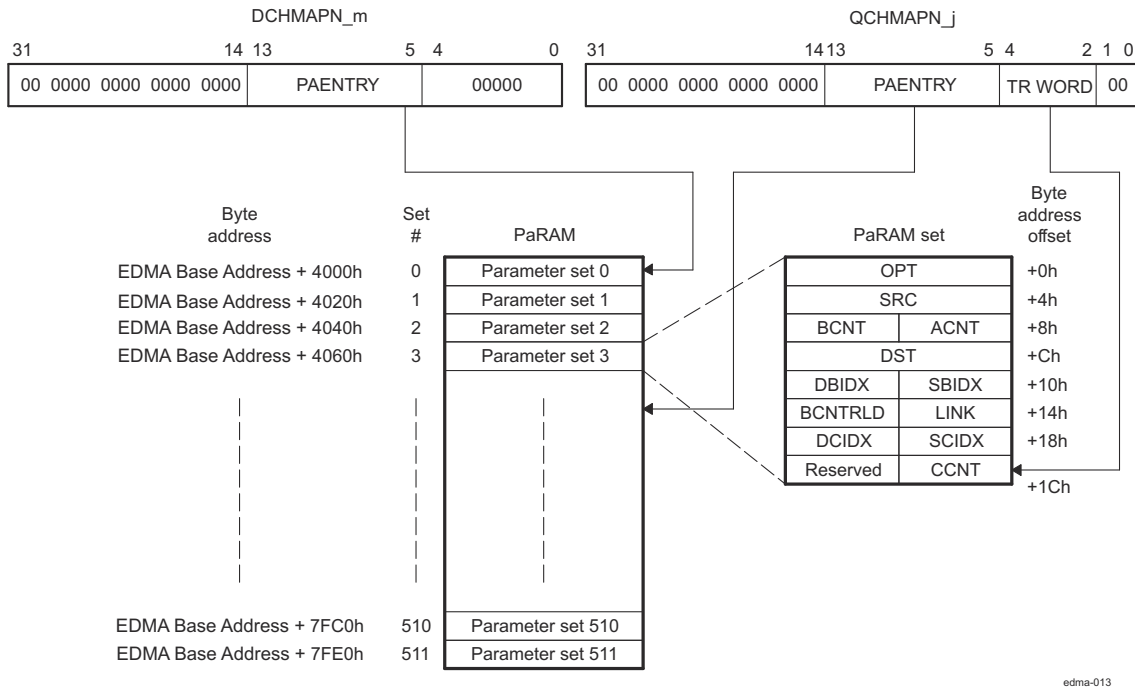 DCHMAPN_m QCHMAPN_j
31 14 13 5 4 0 31 14 13 5 4 2 1 0
00 0000 0000 0000 0000 PAENTRY 00000 00 0000 0000 0000 0000 PAENTRY TR WORD 00
Byte address Set # PaRAM PaRAM set Byte address offset
EDMA Base Address + 4000h 0 Parameter set 0 OPT +0h
EDMA Base Address + 4020h 1 Parameter set 1 SRC +4h
EDMA Base Address + 4040h 2 Parameter set 2 BCNT ACNT +8h
EDMA Base Address + 4060h 3 Parameter set 3 DST +Ch
DBIDX SBIDX +10h
BCNTRLD LINK +14h
DCIDX SCIDX +18h
Reserved CCNT +1Ch
EDMA Base Address + 7FC0h 510 Parameter set 510
EDMA Base Address + 7FE0h 511 Parameter set 511
edma-013